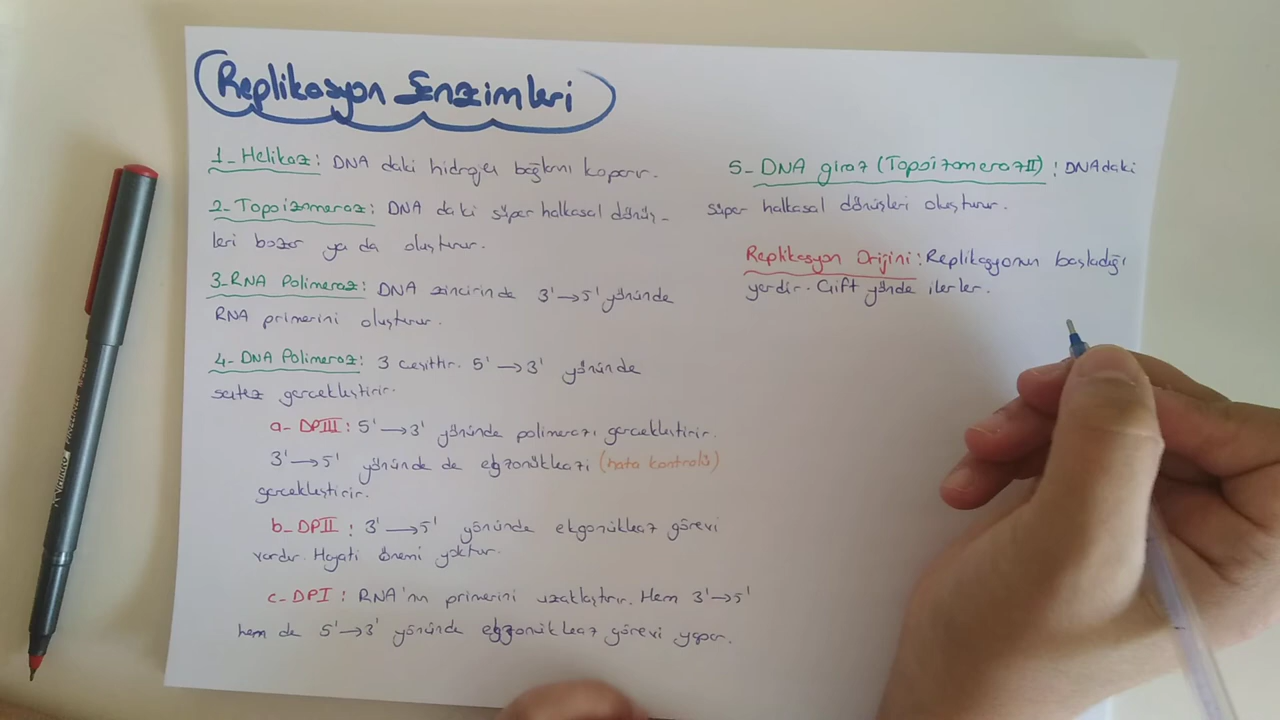 Replikasyon Enzimleri
1- Helikaz: DNA daki hidrojen bağlarını koparır.
2- Topoizomeraz: DNA daki süper halkasal dönüş-
leri bozar ya da oluşturur.
3- RNA Polimeraz: DNA zincirinde 3'→5' yönünde
RNA primerini oluşturur.
4- DNA Polimeraz: 3 çeşittir. 5'→3' yönünde
sentez gerçekleştirir.
a- DPIII: 5'→3' yönünde polimerazı gerçekleştirir.
3'→5' yönünde de (hata kontrolü)
gerçekleştirir.
b- DPII: 3'→5' yönünde görevi
vardır. Hayati önemi yoktur.
c- DPI: RNA'nın primerini uzaklaştırır. Hem 3'→5'
hem de 5'→3' yönünde görevi yapar.
5- DNA giraz (Topoizomeraz II): DNA daki
süper halkasal dönüşleri oluşturur.
Replikasyon Orijini: Replikasyonun başladığı
yerdir. Çift yönde ilerler.